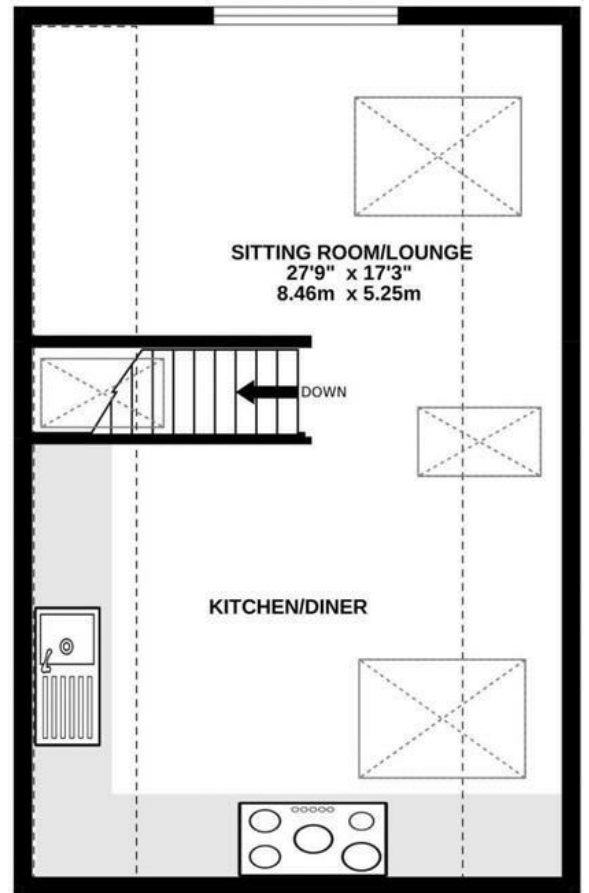 SITTING ROOM/LOUNGE
27'9" x 17'3"
8.46m x 5.25m
DOWN
KITCHEN/DINER